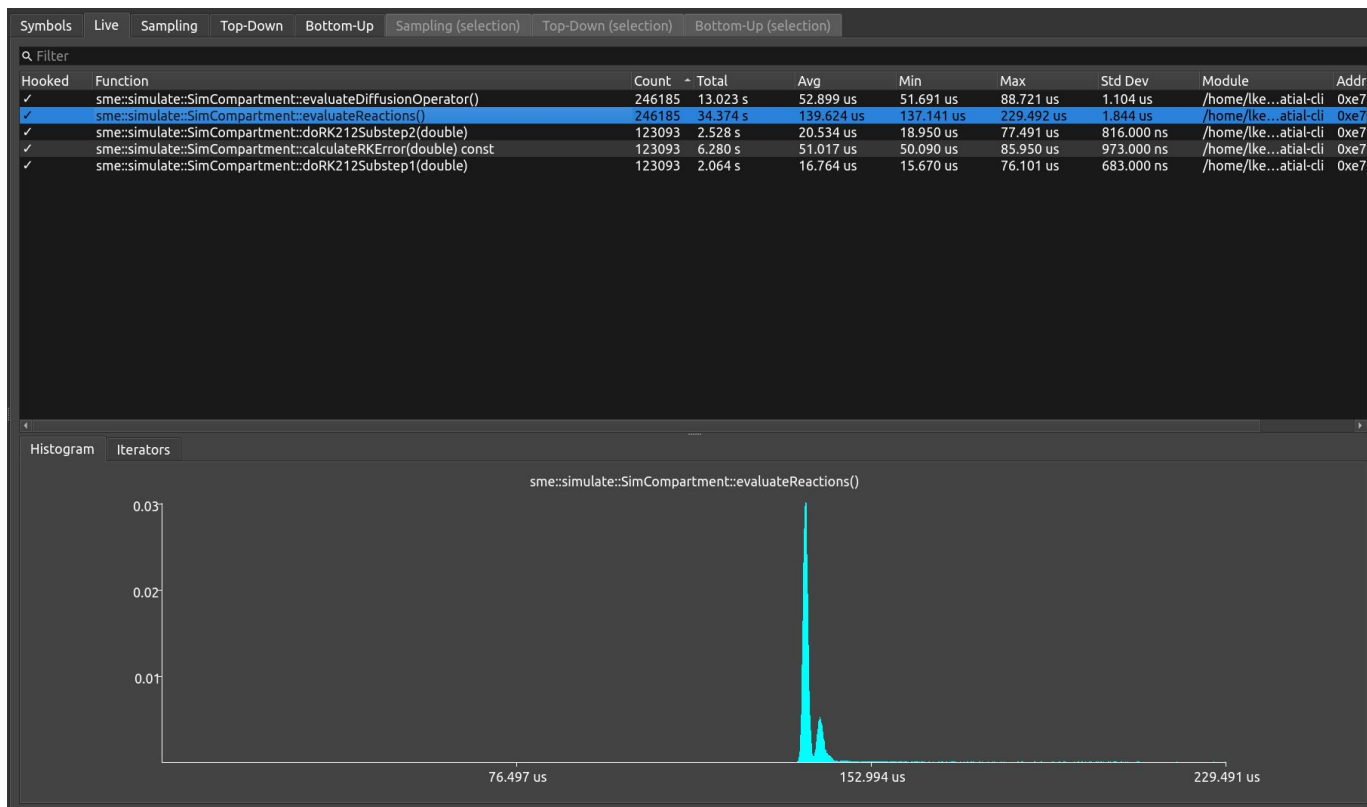 Symbols Live Sampling Top-Down Bottom-Up Sampling (selection) Top-Down (selection) Bottom-Up (selection)
Filter
Hooked Function Count Total Avg Min Max Std Dev Module Addr
✓ sme::simulate::SimCompartment::evaluateDiffusionOperator() 246185 13.023 s 52.899 us 51.691 us 88.721 us 1.104 us /home/lke…atial-cli 0xe7
✓ sme::simulate::SimCompartment::evaluateReactions() 246185 34.374 s 139.624 us 137.141 us 229.492 us 1.844 us /home/lke…atial-cli 0xe7
✓ sme::simulate::SimCompartment::doRK212Substep2(double) 123093 2.528 s 20.534 us 18.950 us 77.491 us 816.000 ns /home/lke…atial-cli 0xe7
✓ sme::simulate::SimCompartment::calculateRKError(double) const 123093 6.280 s 51.017 us 50.090 us 85.950 us 973.000 ns /home/lke…atial-cli 0xe7
✓ sme::simulate::SimCompartment::doRK212Substep1(double) 123093 2.064 s 16.764 us 15.670 us 76.101 us 683.000 ns /home/lke…atial-cli 0xe7
Histogram Iterators
sme::simulate::SimCompartment::evaluateReactions()
0.03
0.02
0.01
76.497 us 152.994 us 229.491 us